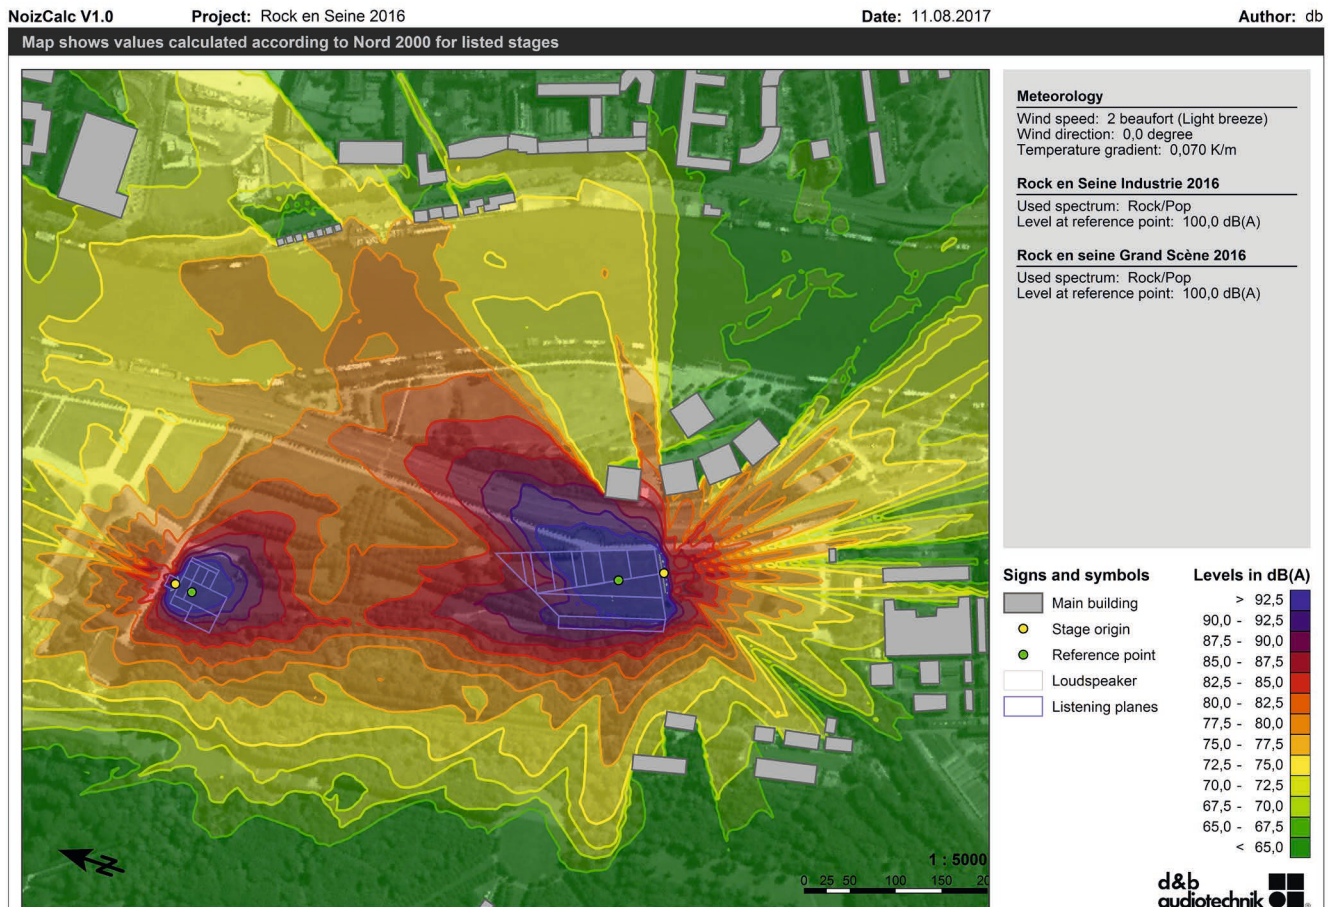 NoizCalc V1.0 Project: Rock en Seine 2016 Date: 11.08.2017 Author: db
Map shows values calculated according to Nord 2000 for listed stages
Meteorology
Wind speed: 2 beaufort (Light breeze)
Wind direction: 0,0 degree
Temperature gradient: 0,070 K/m
Rock en Seine Industrie 2016
Used spectrum: Rock/Pop
Level at reference point: 100,0 dB(A)
Rock en seine Grand Scène 2016
Used spectrum: Rock/Pop
Level at reference point: 100,0 dB(A)
Signs and symbols
Main building
Stage origin
Reference point
Loudspeaker
Listening planes
Levels in dB(A)
> 92,5
90,0 - 92,5
87,5 - 90,0
85,0 - 87,5
82,5 - 85,0
80,0 - 82,5
77,5 - 80,0
75,0 - 77,5
72,5 - 75,0
70,0 - 72,5
67,5 - 70,0
65,0 - 67,5
< 65,0
N
1 : 5000
0 25 50 100 150 20
d&b
audiotechnik